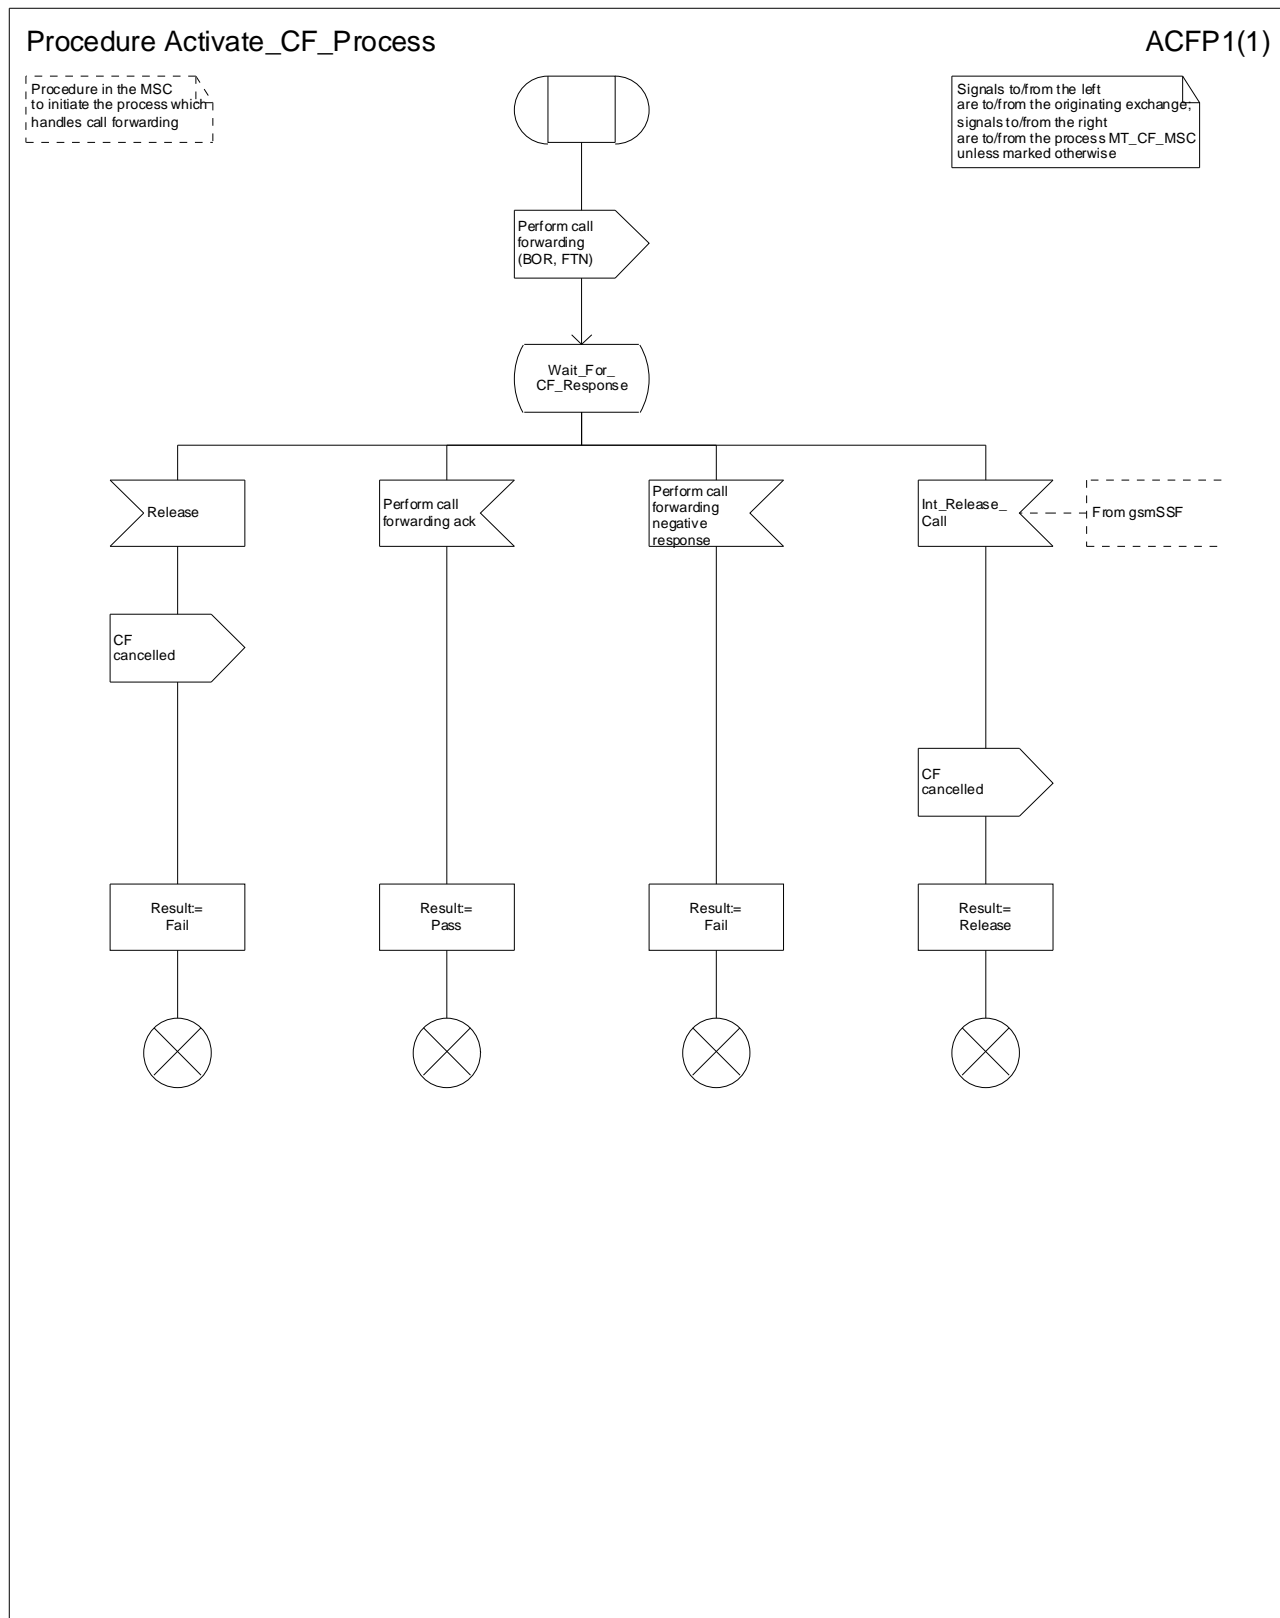 Procedure Activate_CF_Process
ACFP1(1)
Procedure in the MSC
to initiate the process which
handles call forwarding
Signals to/from the left
are to/from the originating exchange;
signals to/from the right
are to/from the process MT_CF_MSC
unless marked otherwise
Perform call
forwarding
(BOR, FTN)
Wait_For_
CF_Response
Release
Perform call
forwarding ack
Perform call
forwarding
negative
response
Int_Release_
Call
From gsmSSF
CF
cancelled
CF
cancelled
Result:=
Fail
Result:=
Pass
Result:=
Fail
Result:=
Release